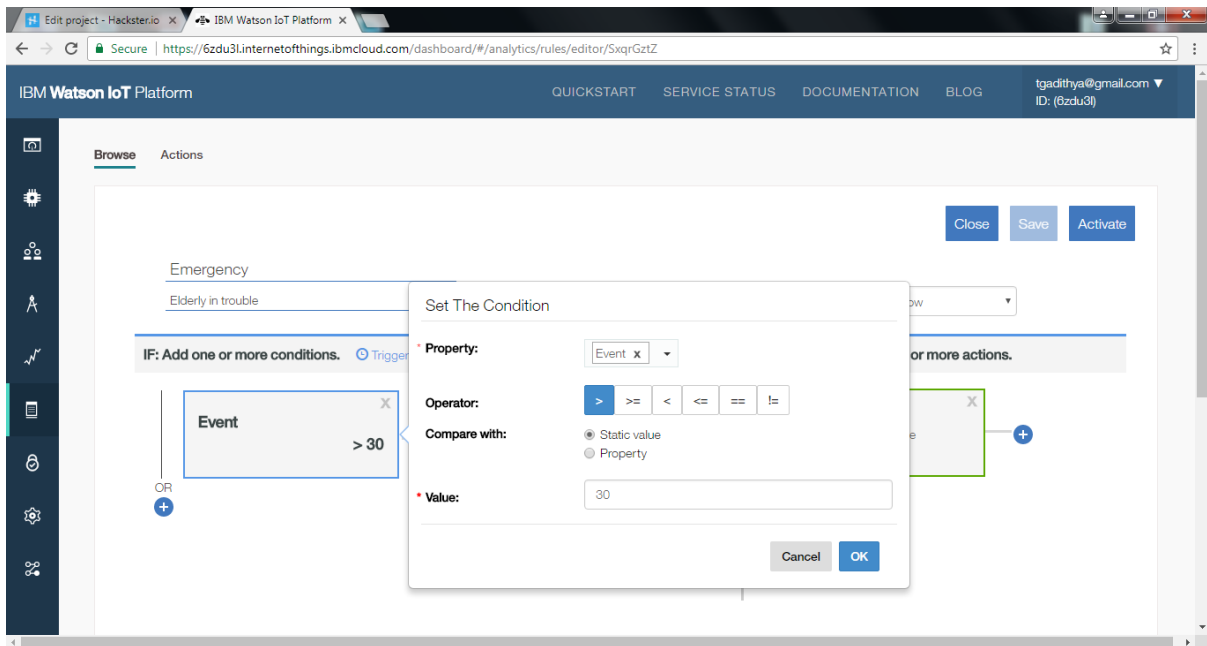 Edit project - Hackster.io x
IBM Watson IoT Platform x
Secure | https://6zdu3l.internetofthings.ibmcloud.com/dashboard/#/analytics/rules/editor/SxqrGztZ
IBM Watson IoT Platform
QUICKSTART SERVICE STATUS DOCUMENTATION BLOG
tgadithya@gmail.com ▼
ID: (6zdu3l)
Browse Actions
Close Save Activate
Emergency
Elderly in trouble
IF: Add one or more conditions. Trigger
or more actions.
Event X
> 30
OR
Set The Condition
* Property: Event x
Operator: > >= < <= == !=
Compare with: Static value
Property
* Value: 30
Cancel OK
ow
X
e